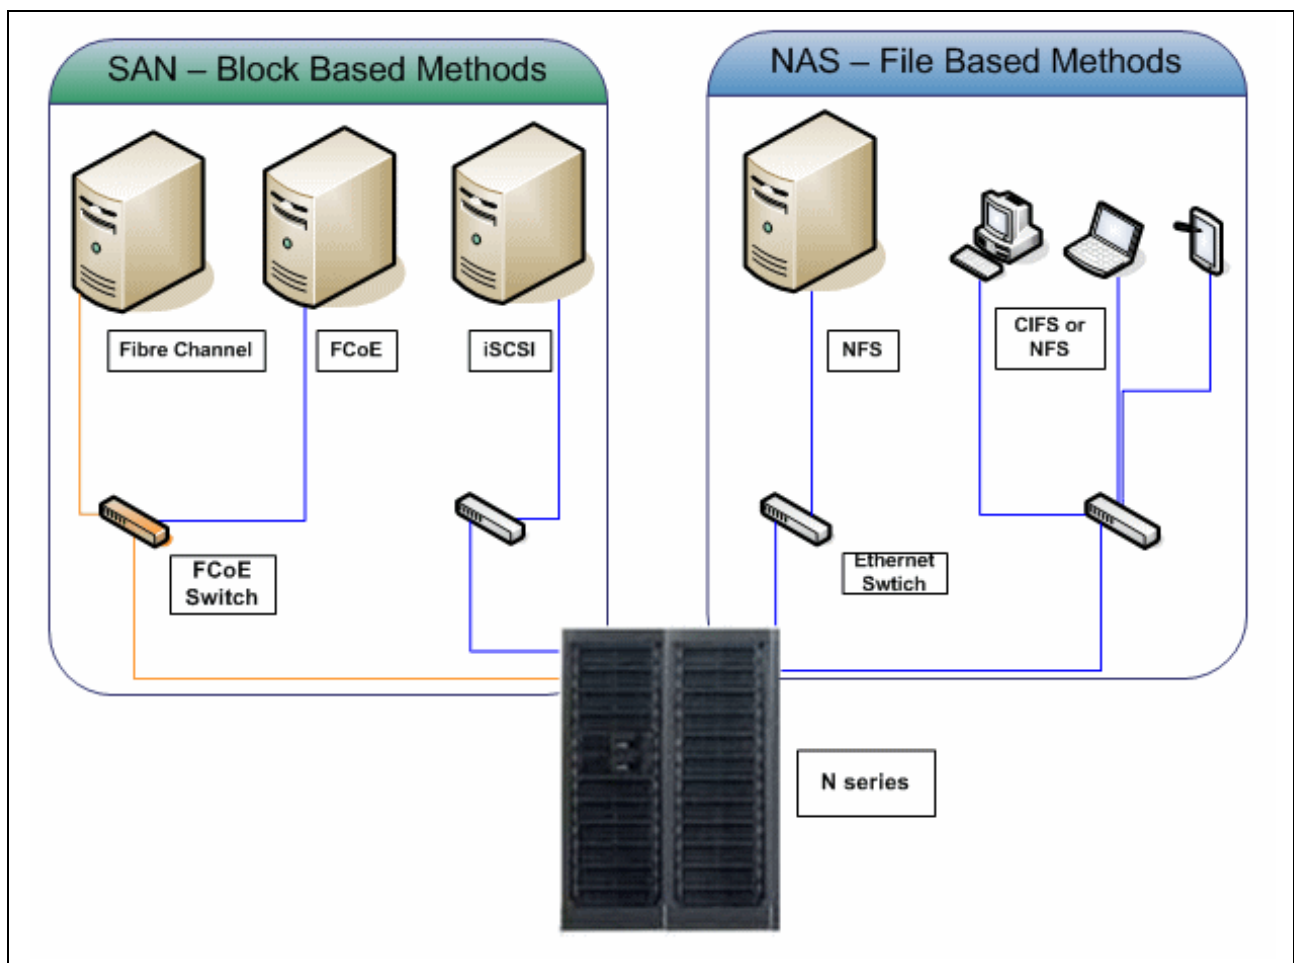 SAN – Block Based Methods
NAS – File Based Methods
Fibre Channel
FCoE
iSCSI
NFS
CIFS or
NFS
FCoE
Switch
Ethernet
Swtich
N series